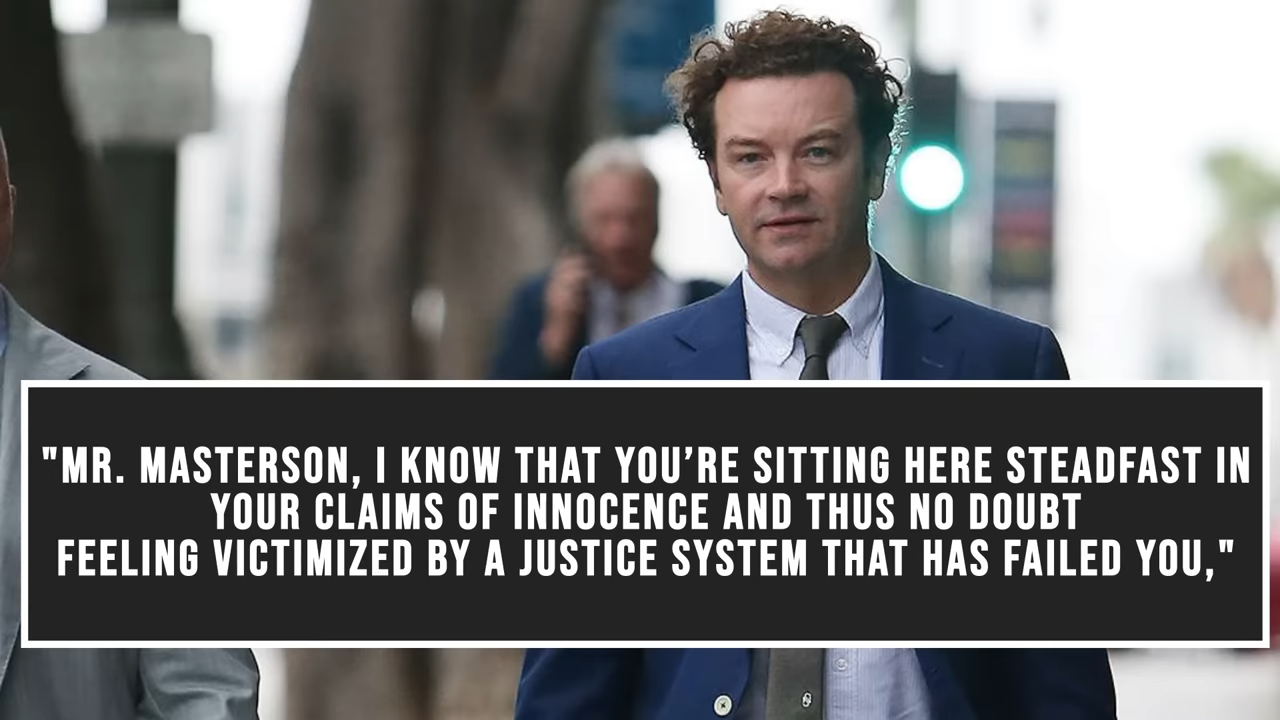 "MR. MASTERSON, I KNOW THAT YOU’RE SITTING HERE STEADFAST IN
YOUR CLAIMS OF INNOCENCE AND THUS NO DOUBT
FEELING VICTIMIZED BY A JUSTICE SYSTEM THAT HAS FAILED YOU,"